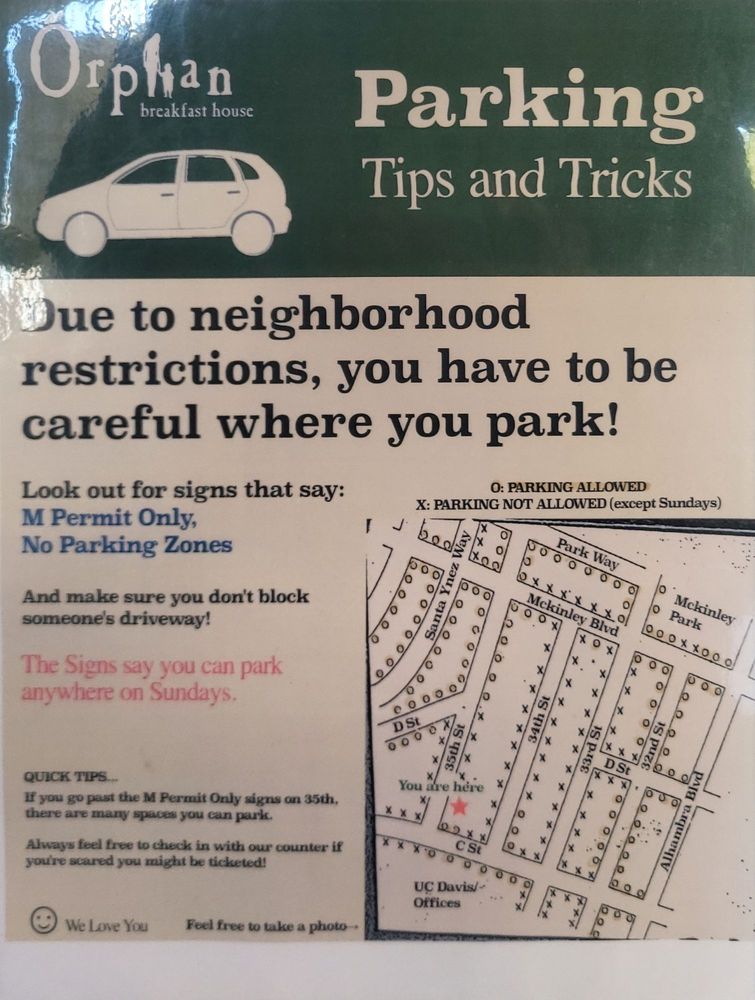 Orphan
breakfast house
Parking
Tips and Tricks
Due to neighborhood
restrictions, you have to be
careful where you park!
Look out for signs that say:
M Permit Only,
No Parking Zones
And make sure you don't block
someone's driveway!
The Signs say you can park
anywhere on Sundays.
QUICK TIPS...
If you go past the M Permit Only signs on 35th,
there are many spaces you can park.
Always feel free to check in with our counter if
you're scared you might be ticketed!
We Love You
Feel free to take a photo→
O: PARKING ALLOWED
X: PARKING NOT ALLOWED (except Sundays)
Santa Ynez Way
Park Way
Mckinley Blvd
Mckinley
Park
D St
35th St
34th St
33rd St
32nd St
D St
Alhambra Blvd
You are here
C St
UC Davis/
Offices